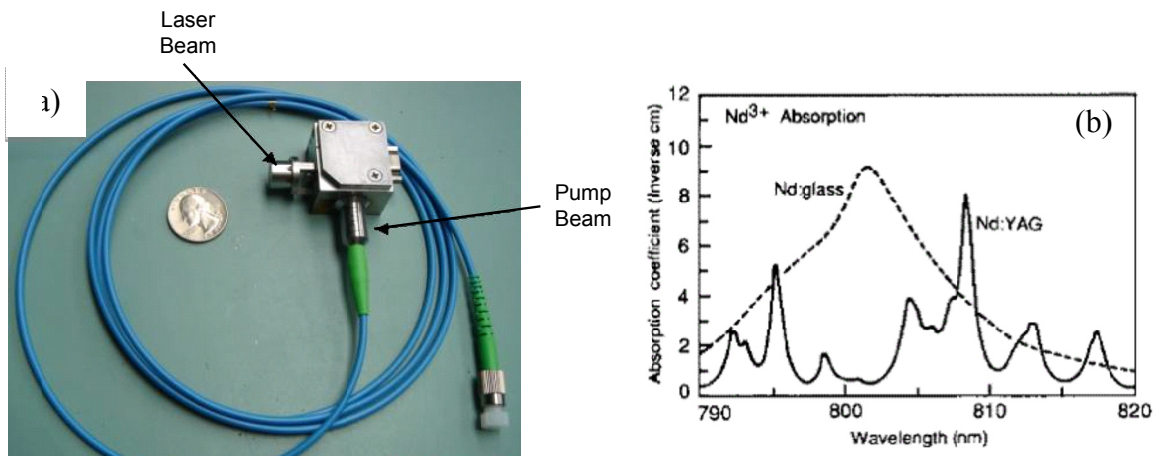 Laser
Beam
a)
Pump
Beam
(b)
Nd3+ Absorption
Nd:glass
Nd:YAG
Absorption coefficient (Inverse cm)
12
10
8
6
4
2
0
790
800
810
820
Wavelength (nm)